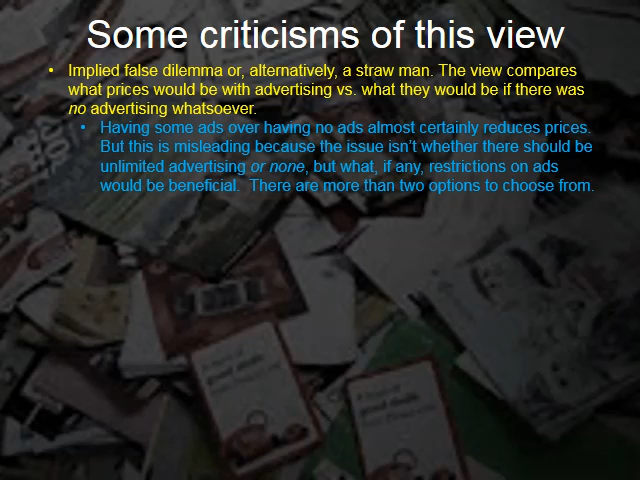 Some criticisms of this view
• Implied false dilemma or, alternatively, a straw man. The view compares
what prices would be with advertising vs. what they would be if there was
no advertising whatsoever.
• Having some ads over having no ads almost certainly reduces prices.
But this is misleading because the issue isn't whether there should be
unlimited advertising or none, but what, if any, restrictions on ads
would be beneficial.  There are more than two options to choose from.